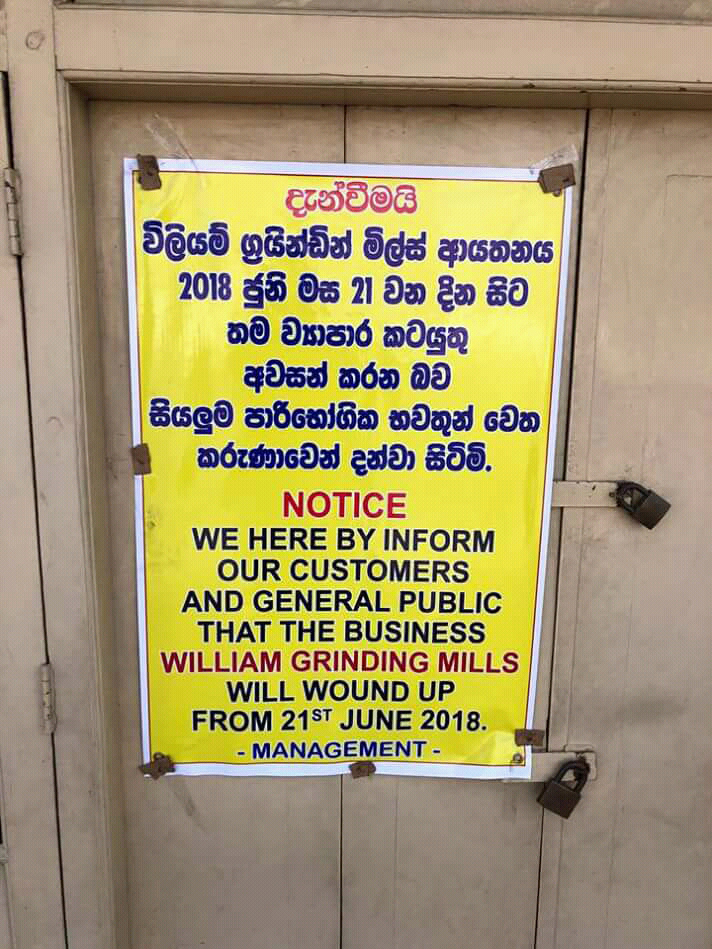 දැන්වීමයි
විලියම් ග්‍රයින්ඩින් මිල්ස් ආයතනය
2018 ජුනි මස 21 වන දින සිට
තම ව්‍යාපාර කටයුතු
අවසන් කරන බව
සියලුම පාරිභෝගික භවතුන් වෙත
කරුණාවෙන් දන්වා සිටිමි.
NOTICE
WE HERE BY INFORM
OUR CUSTOMERS
AND GENERAL PUBLIC
THAT THE BUSINESS
WILLIAM GRINDING MILLS
WILL WOUND UP
FROM 21ST JUNE 2018.
- MANAGEMENT -